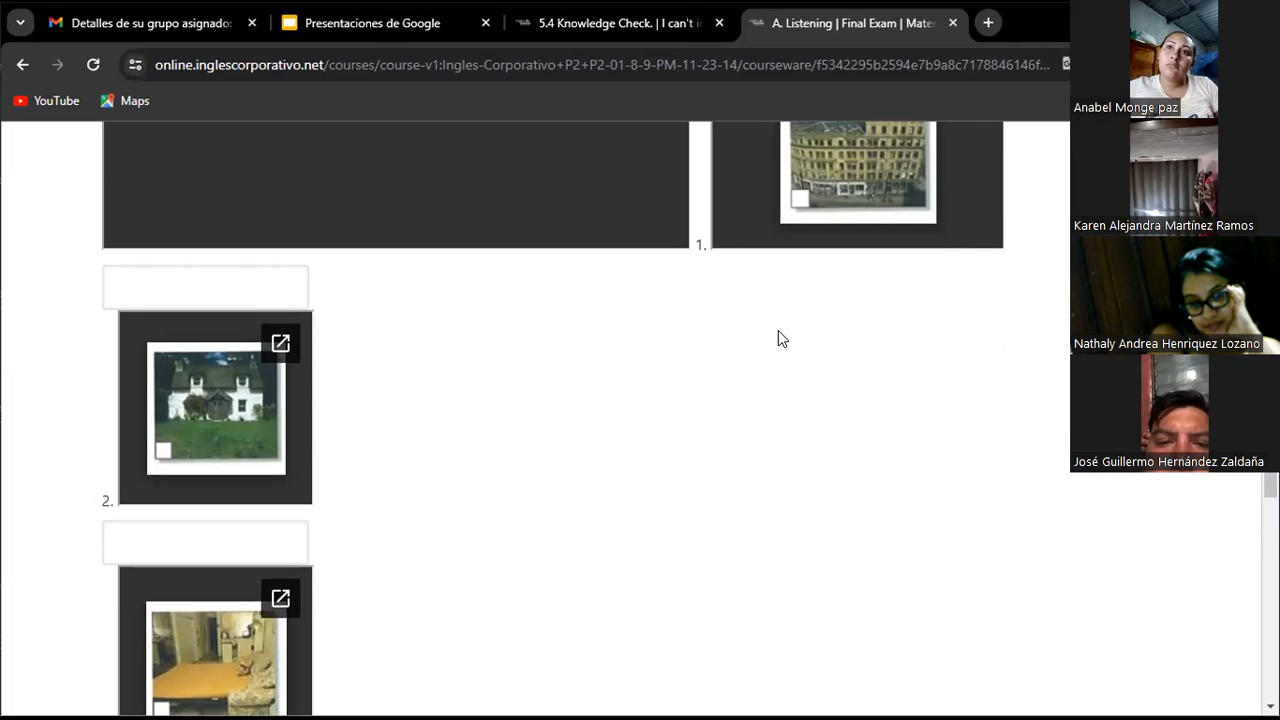 Detalles de su grupo asignado:
Presentaciones de Google
5.4 Knowledge Check. | I can't i
A. Listening | Final Exam | Mate
online.inglescorporativo.net/courses/course-v1:Ingles-Corporativo+P2+P2-01-8-9-PM-11-23-14/courseware/f5342295b2594e7b9a8c7178846146f...
YouTube
Maps
1.
2.
Anabel Monge paz
Karen Alejandra Martínez Ramos
Nathaly Andrea Henriquez Lozano
José Guillermo Hernández Zaldaña